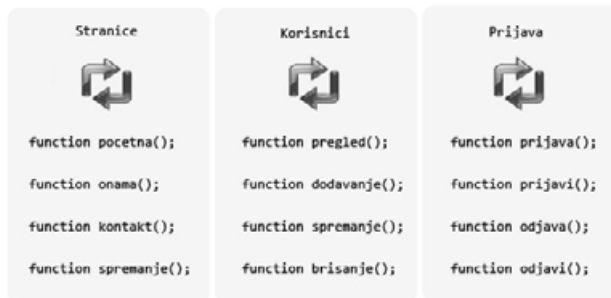 Stranice
function pocetna();
function onama();
function kontakt();
function spremanje();
Korisnici
function pregled();
function dodavanje();
function spremanje();
function brisanje();
Prijava
function prijava();
function prijavi();
function odjava();
function odjavi();